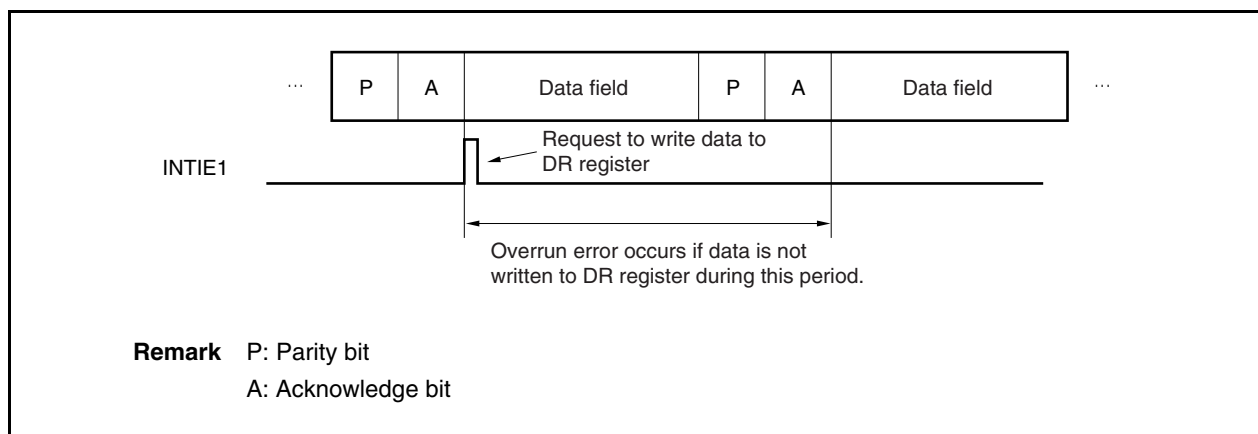 … P A Data field P A Data field …
INTIE1
Request to write data to
DR register
Overrun error occurs if data is not
written to DR register during this period.
Remark P: Parity bit
A: Acknowledge bit